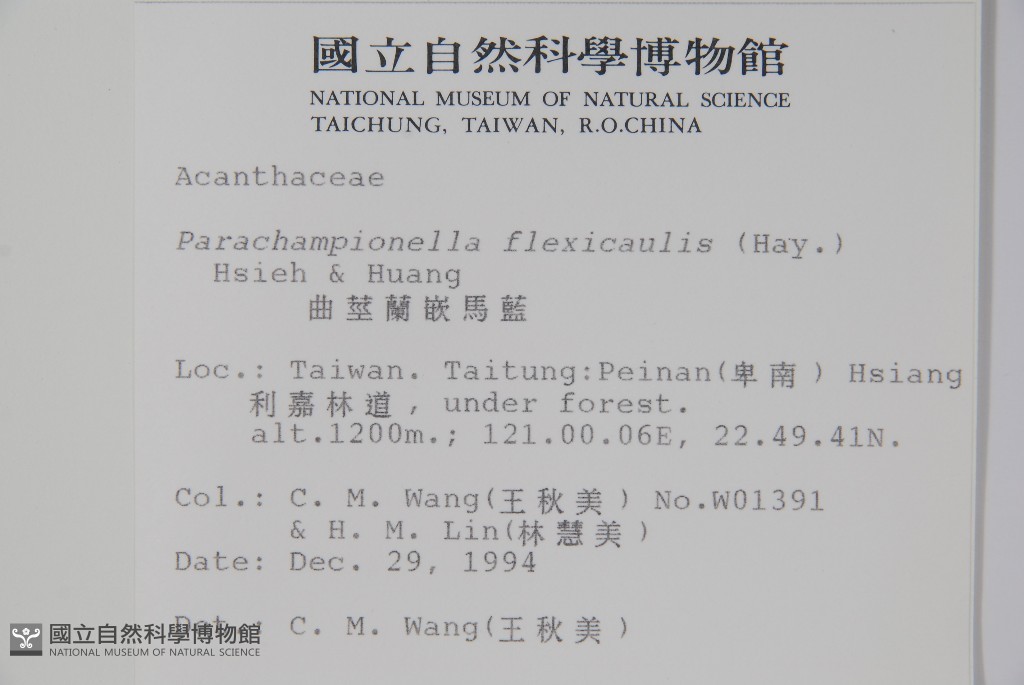 國立自然科學博物館
NATIONAL MUSEUM OF NATURAL SCIENCE
TAICHUNG, TAIWAN, R.O.CHINA
Acanthaceae
Parachampionella flexicaulis (Hay.)
Hsieh & Huang
曲莖蘭嵌馬藍
Loc.: Taiwan. Taitung:Peinan(卑南) Hsiang
利嘉林道, under forest.
alt.1200m.; 121.00.06E, 22.49.41N.
Col.: C. M. Wang(王秋美) No.W01391
& H. M. Lin(林慧美)
Date: Dec. 29, 1994
Det.: C. M. Wang(王秋美)
國立自然科學博物館
NATIONAL MUSEUM OF NATURAL SCIENCE